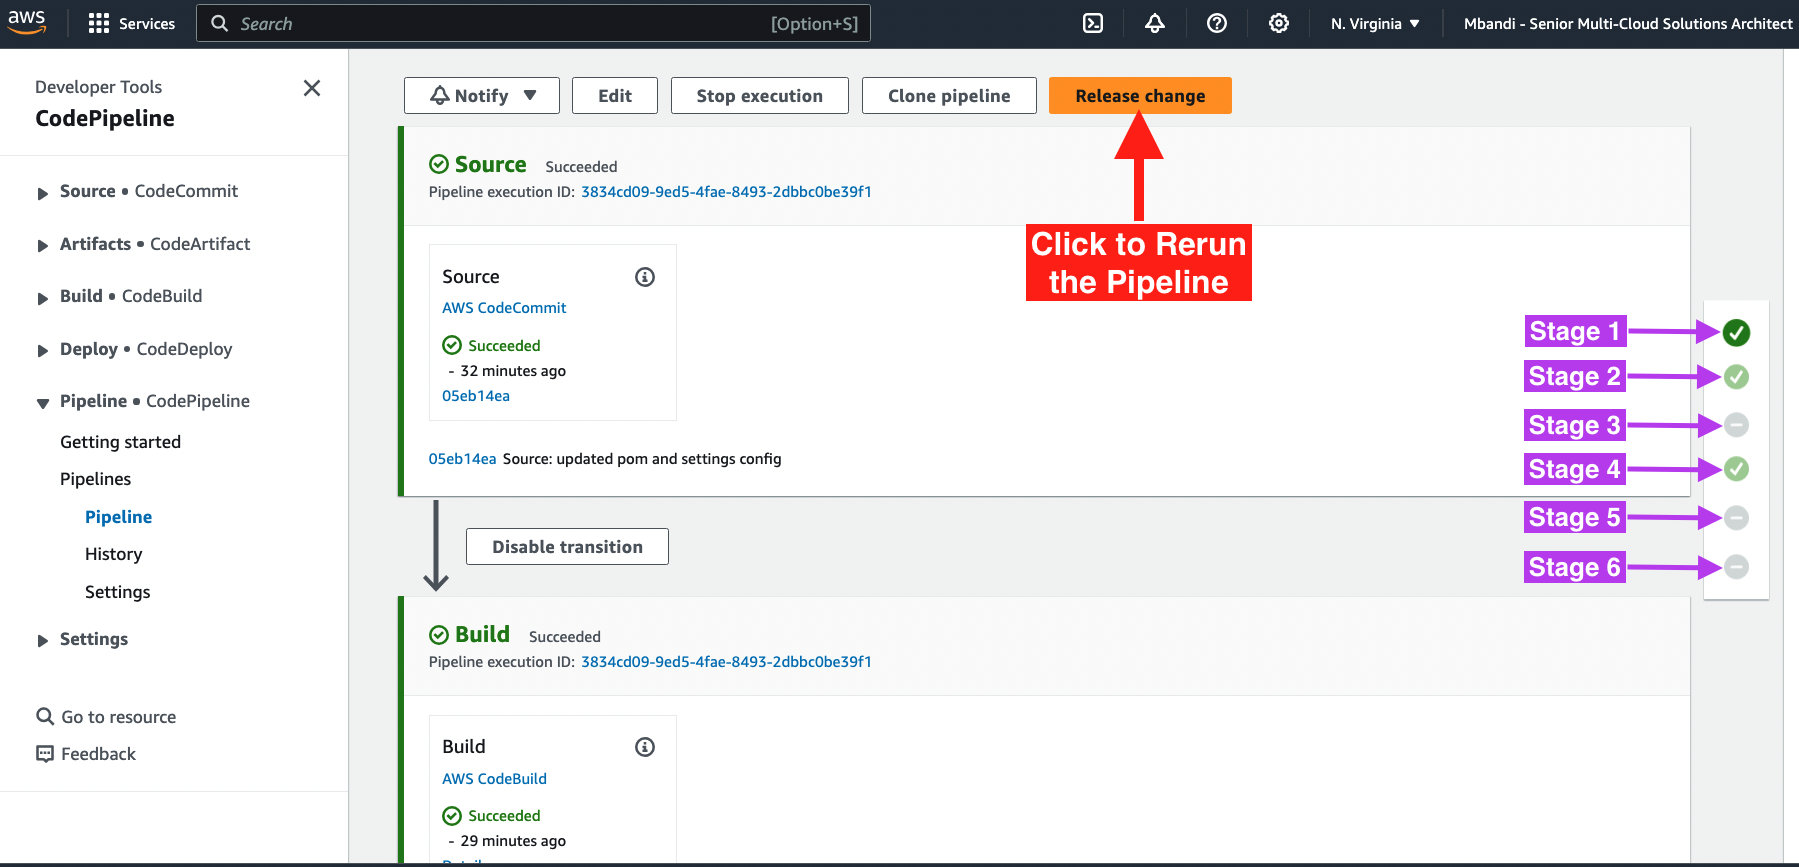 aws
Services
Search
[Option+S]
N. Virginia
Mbandi - Senior Multi-Cloud Solutions Architect
Developer Tools
CodePipeline
Source • CodeCommit
Artifacts • CodeArtifact
Build • CodeBuild
Deploy • CodeDeploy
Pipeline • CodePipeline
Getting started
Pipelines
Pipeline
History
Settings
Settings
Go to resource
Feedback
Notify
Edit
Stop execution
Clone pipeline
Release change
Source Succeeded
Pipeline execution ID: 3834cd09-9ed5-4fae-8493-2dbbc0be39f1
Click to Rerun
the Pipeline
Source
AWS CodeCommit
Succeeded
- 32 minutes ago
05eb14ea
05eb14ea Source: updated pom and settings config
Stage 1
Stage 2
Stage 3
Stage 4
Stage 5
Stage 6
Disable transition
Build Succeeded
Pipeline execution ID: 3834cd09-9ed5-4fae-8493-2dbbc0be39f1
Build
AWS CodeBuild
Succeeded
- 29 minutes ago